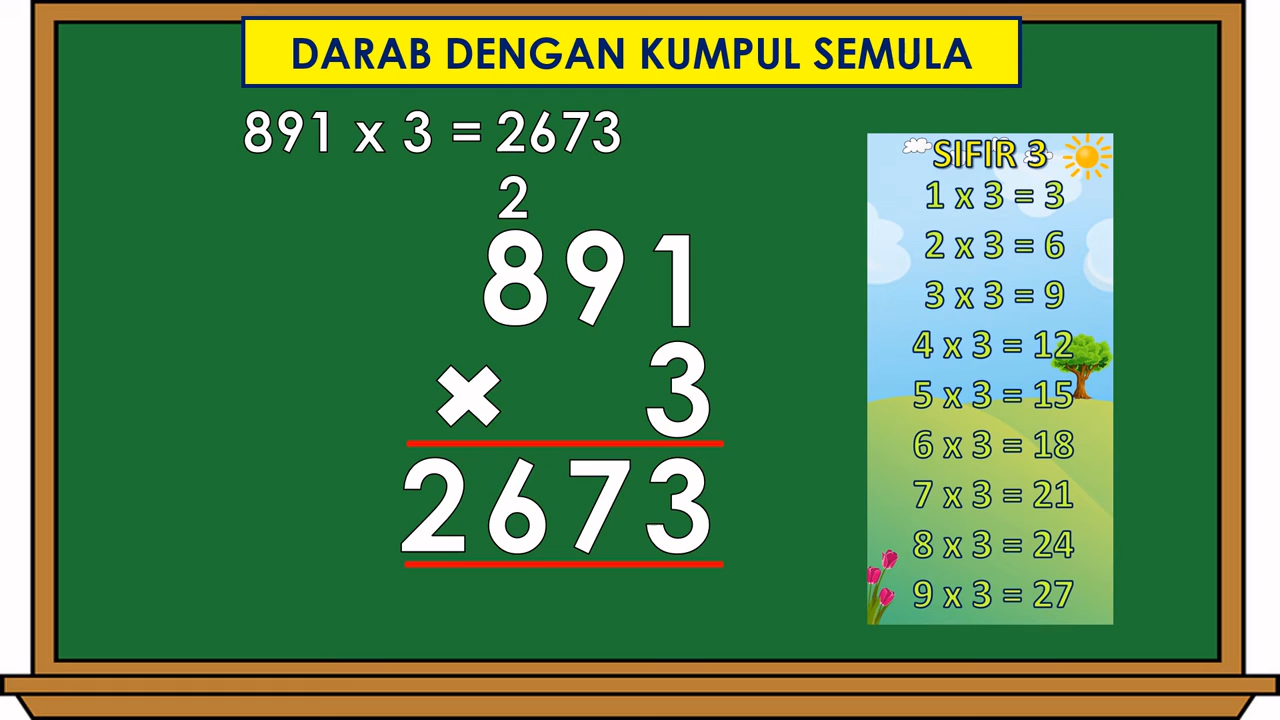 DARAB DENGAN KUMPUL SEMULA
891 x 3 = 2673
2
891
× 3
2673
SIFIR 3
1 x 3 = 3
2 x 3 = 6
3 x 3 = 9
4 x 3 = 12
5 x 3 = 15
6 x 3 = 18
7 x 3 = 21
8 x 3 = 24
9 x 3 = 27